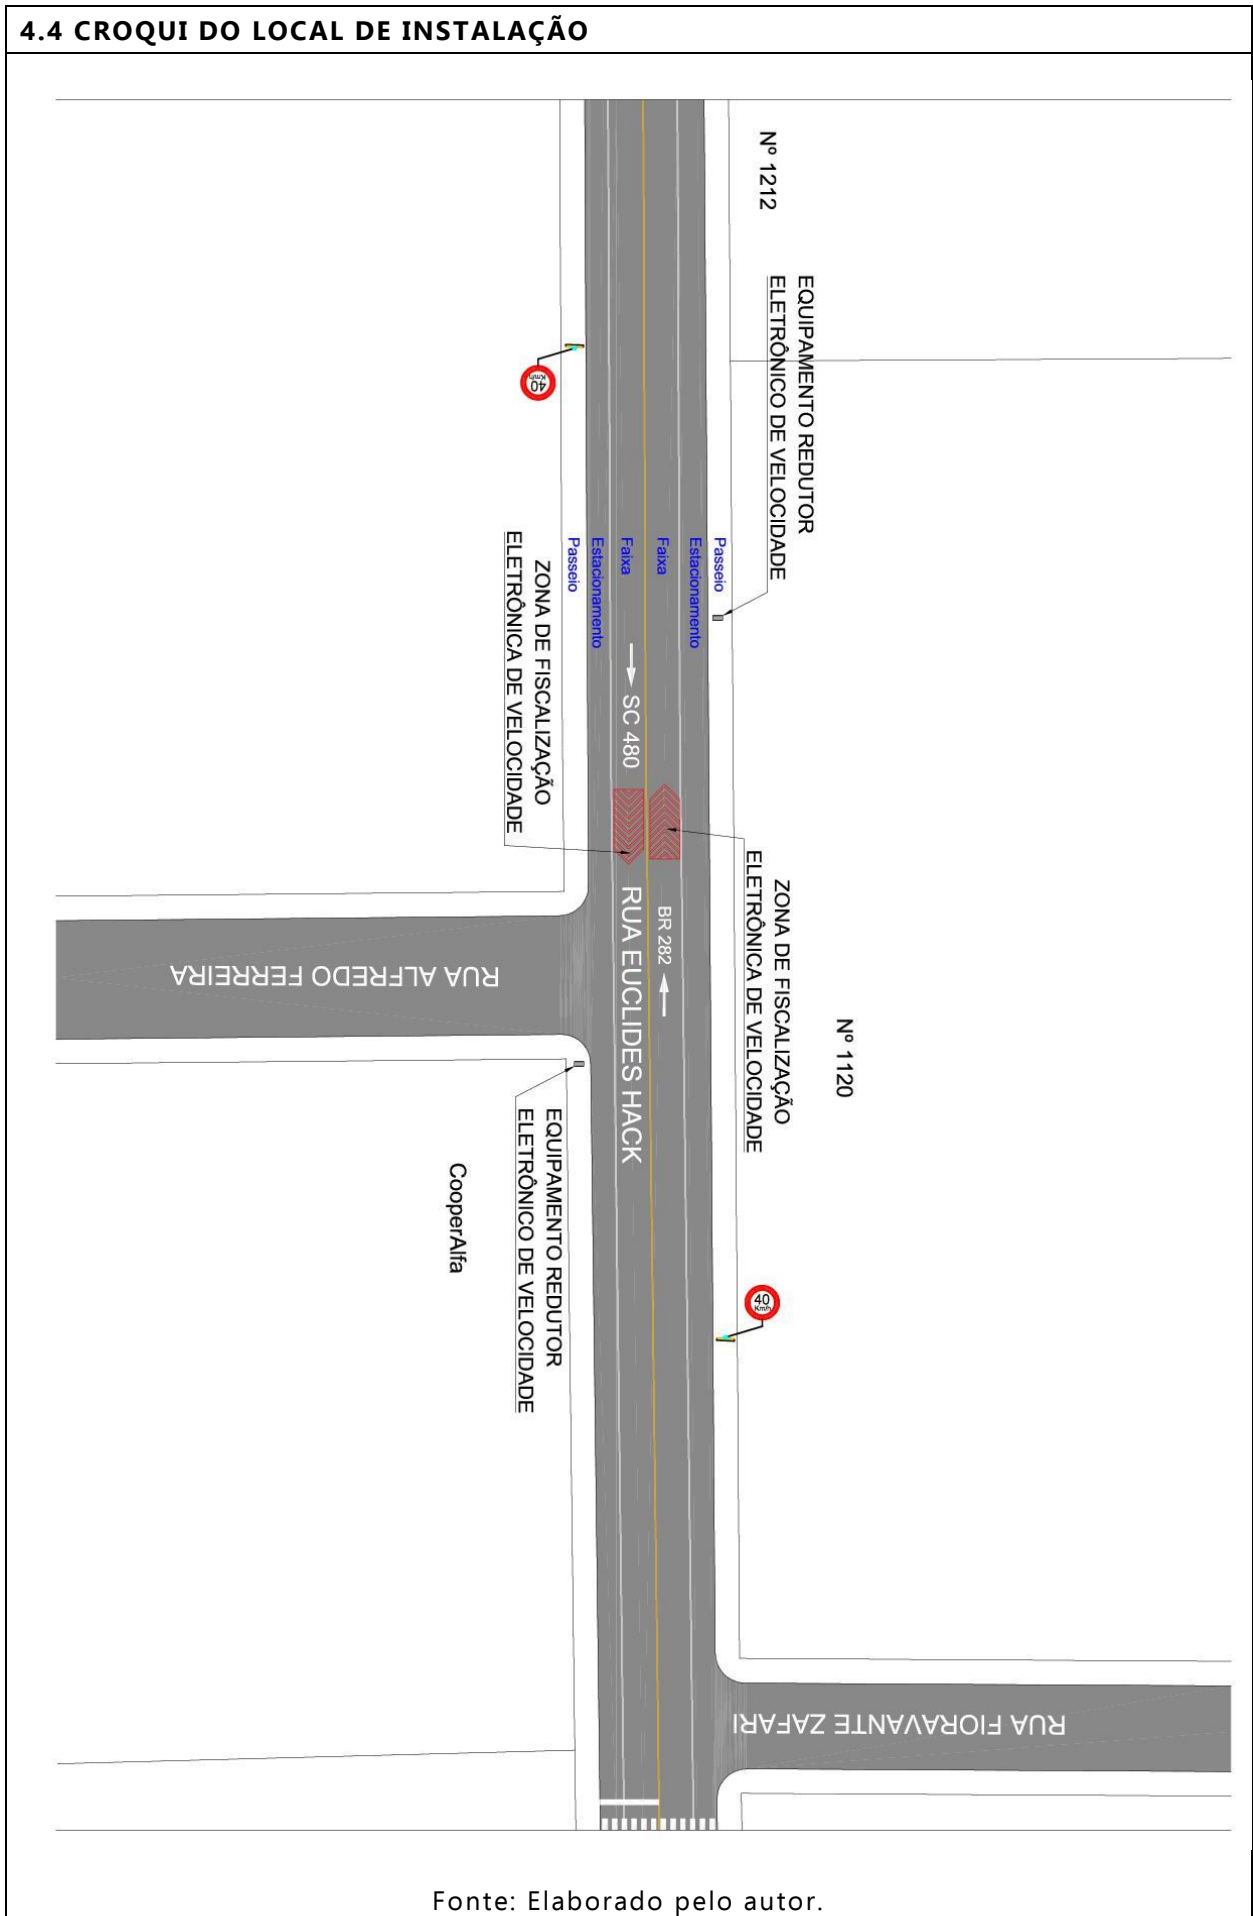 4.4 CROQUI DO LOCAL DE INSTALAÇÃO
Nº 1212
EQUIPAMENTO REDUTOR
ELETRÔNICO DE VELOCIDADE
40
Km/h
Passeio
Estacionamento
Faixa
Faixa
Estacionamento
Passeio
ZONA DE FISCALIZAÇÃO
ELETRÔNICA DE VELOCIDADE
SC 480
ZONA DE FISCALIZAÇÃO
ELETRÔNICA DE VELOCIDADE
BR 282
RUA EUCLIDES HACK
RUA ALFREDO FERREIRA
Nº 1120
EQUIPAMENTO REDUTOR
ELETRÔNICO DE VELOCIDADE
CooperAlfa
40
Km/h
RUA FIORAVANTE ZAFARI
Fonte: Elaborado pelo autor.